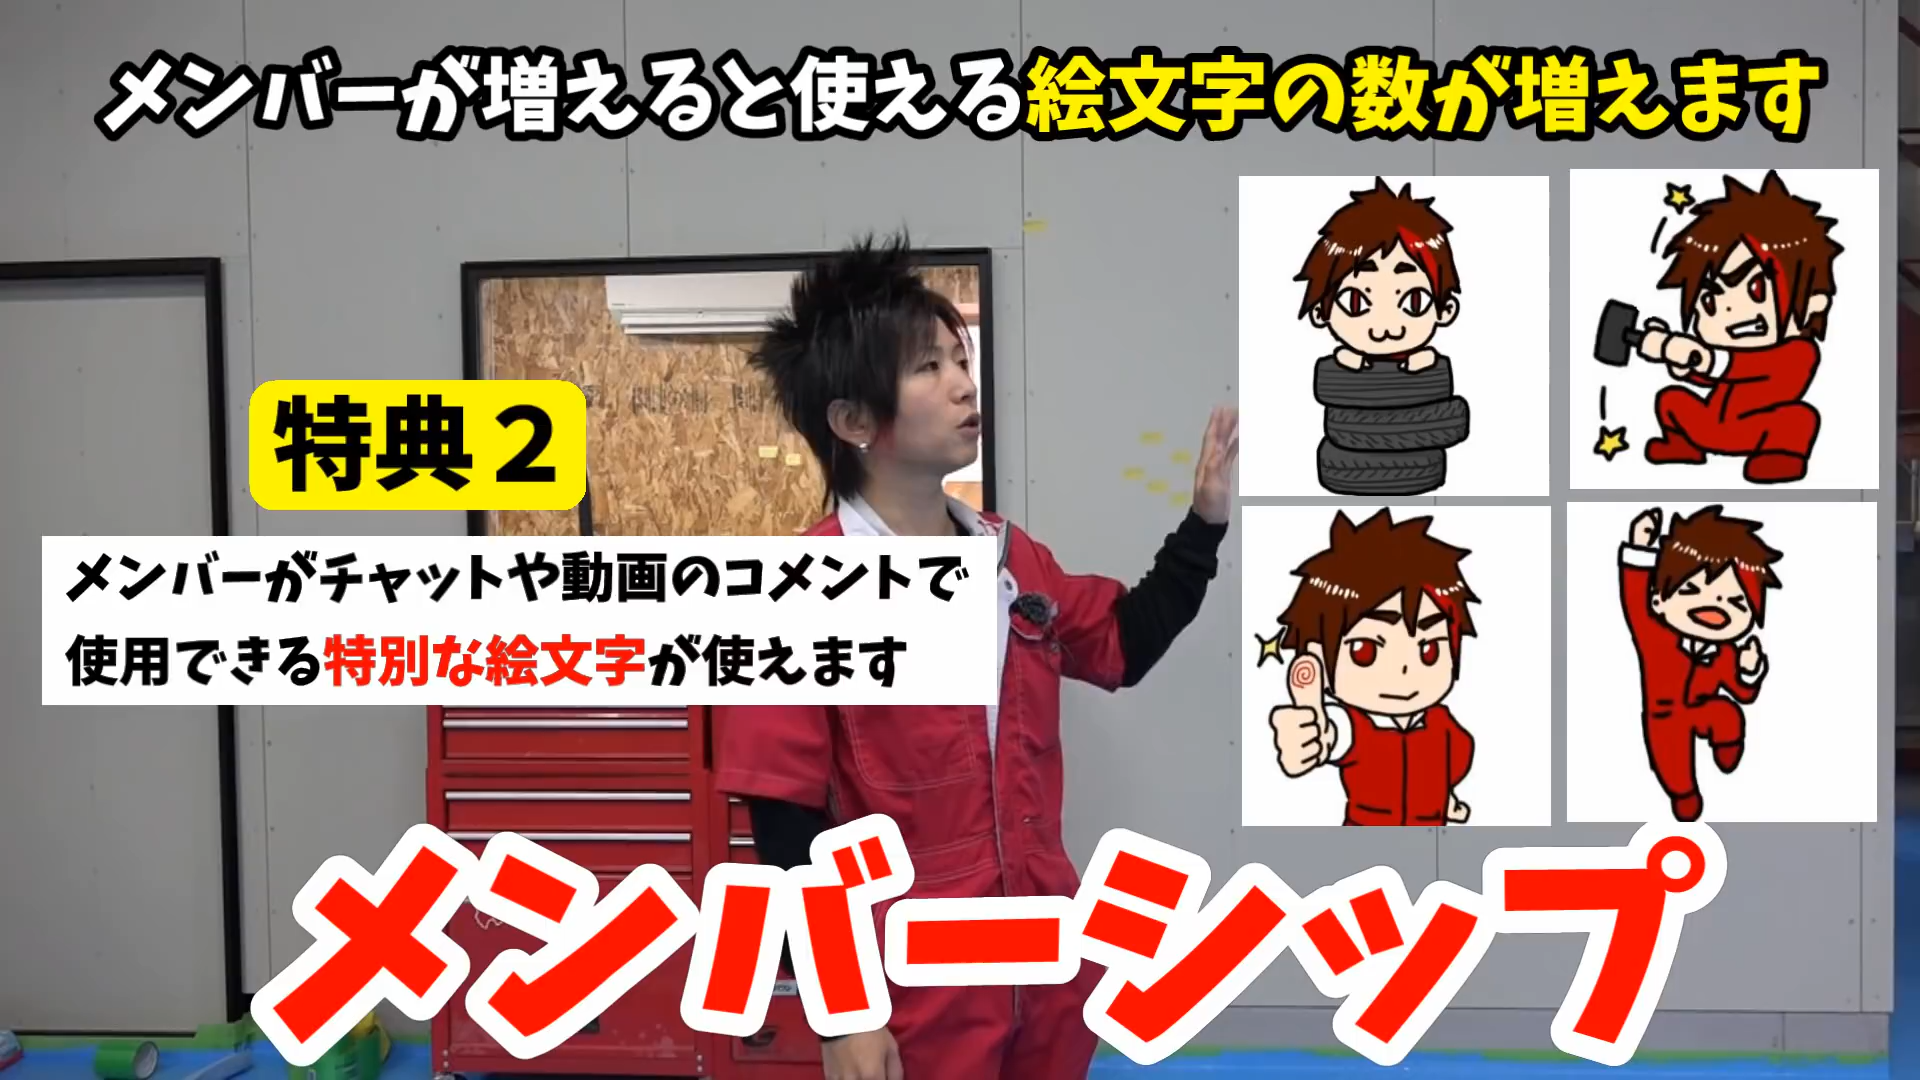 メンバーが増えると使える絵文字の数が増えます
特典２
メンバーがチャットや動画のコメントで
使用できる特別な絵文字が使えます
メンバーシップ